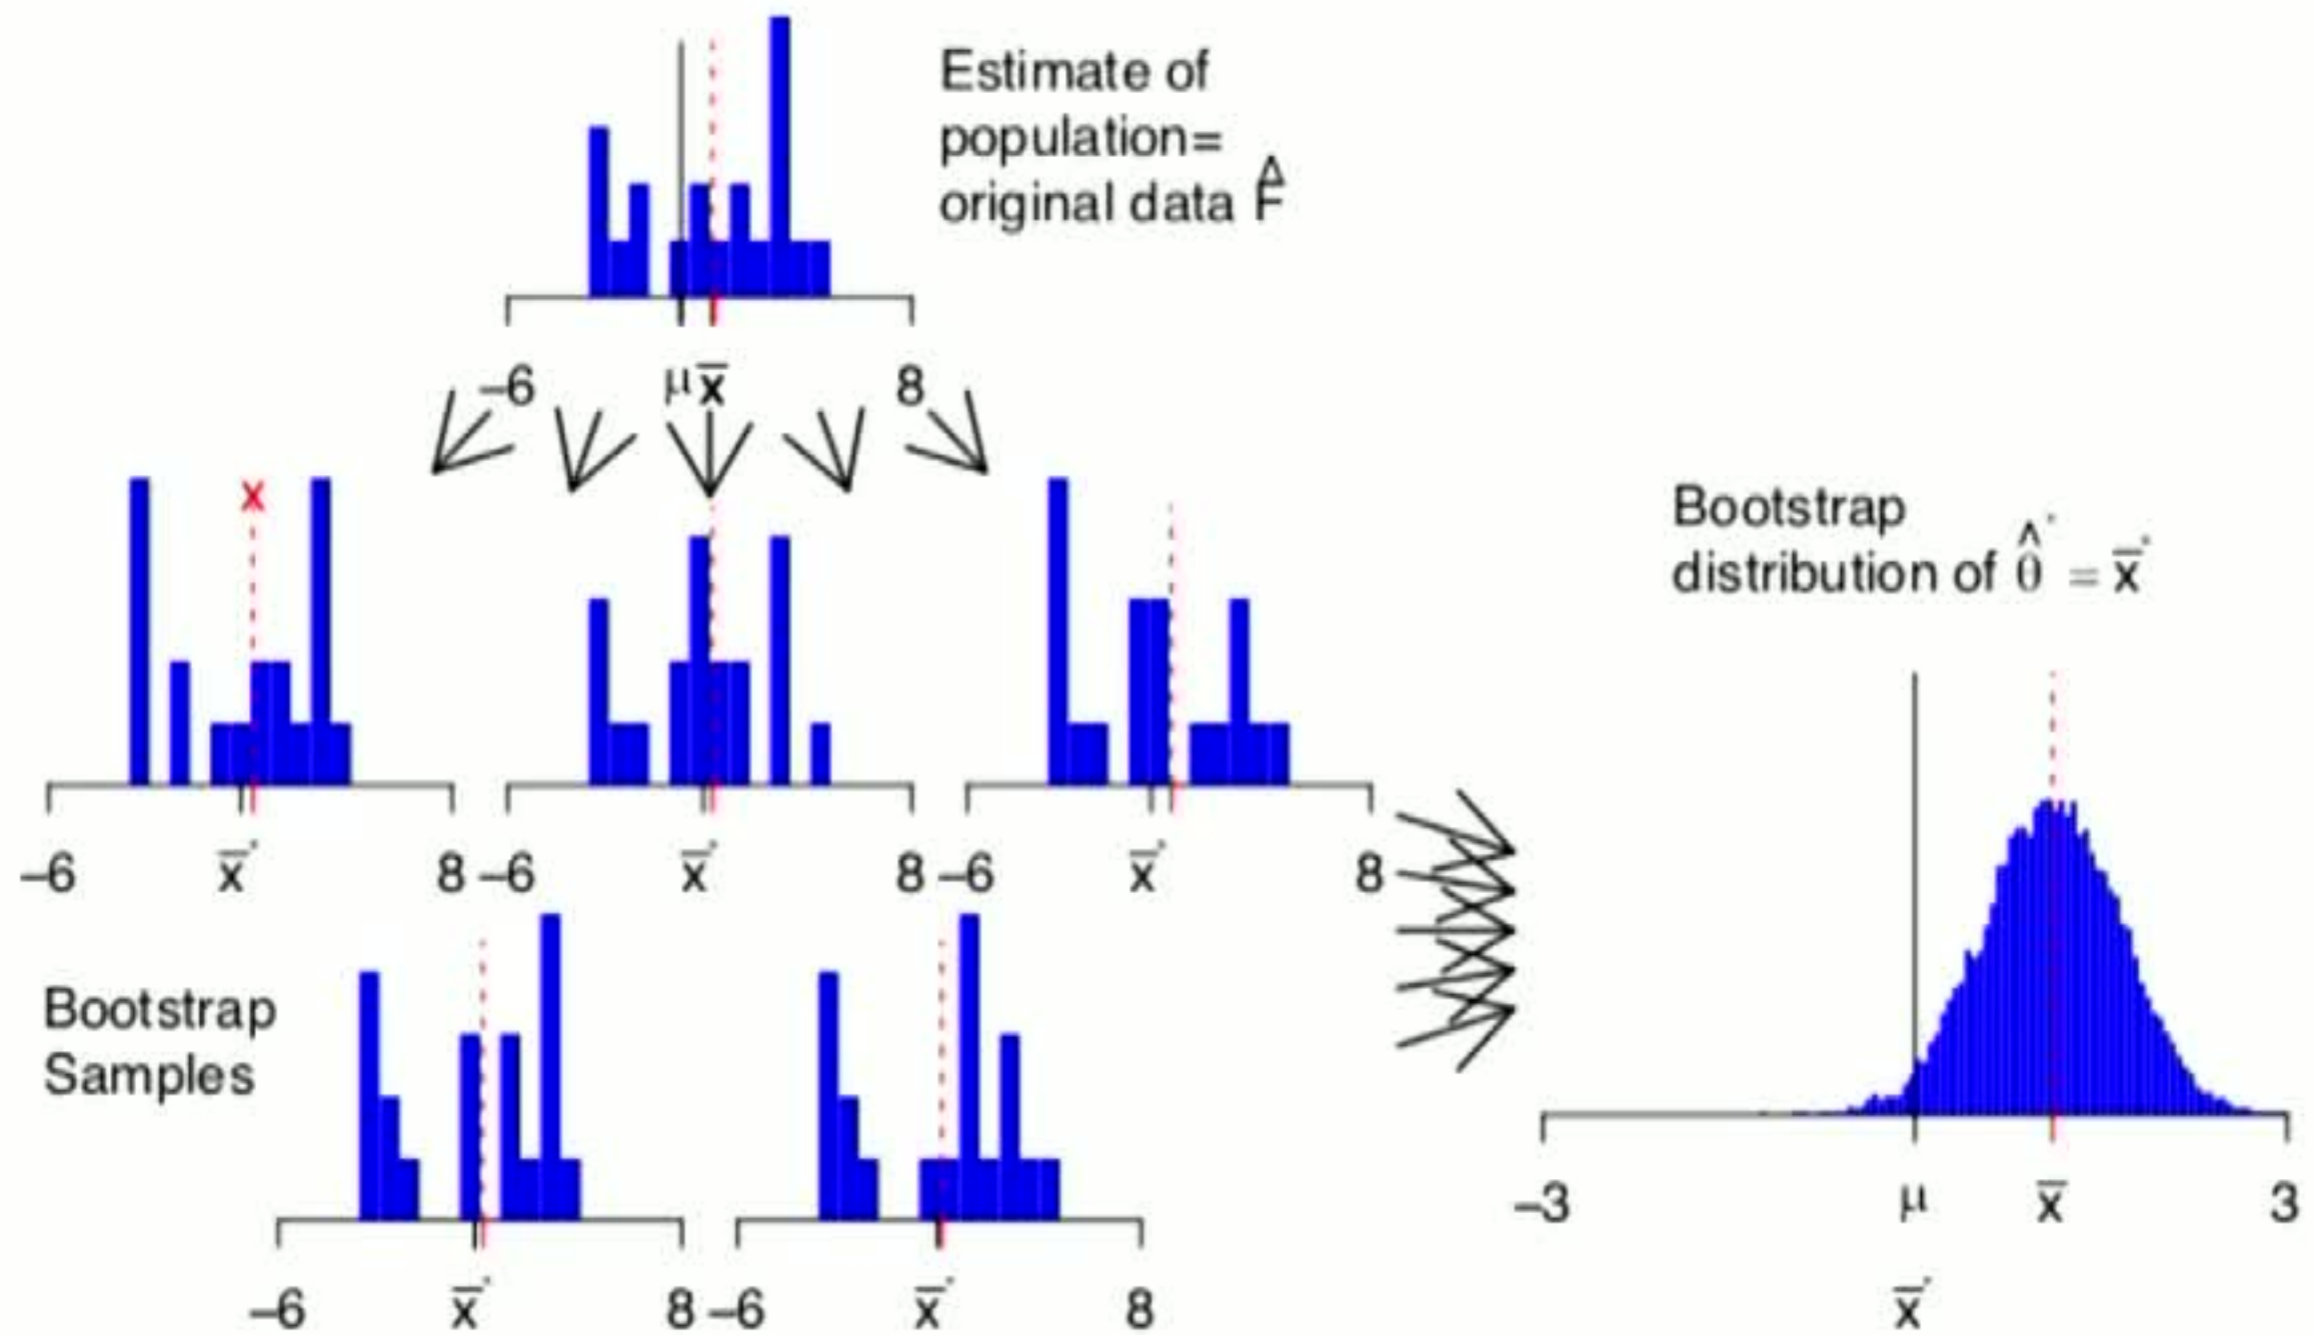 Estimate of
population=
original data F̂
–6 μ x̄ 8
x
Bootstrap
distribution of θ̂* = x̄*
–6 x̄* 8 –6 x̄* 8 –6 x̄* 8
Bootstrap
Samples
–3 μ x̄ 3
–6 x̄* 8 –6 x̄* 8
x̄*